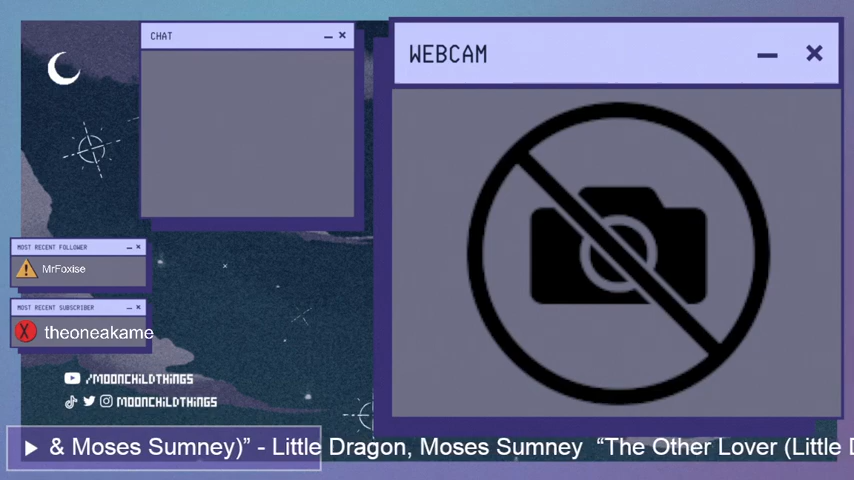 CHAT
WEBCAM
MOST RECENT FOLLOWER
MrFoxise
MOST RECENT SUBSCRIBER
X
theoneakame
/MOONCHILDTHINGS
MOONCHILDTHINGS
& Moses Sumney)” - Little Dragon, Moses Sumney “The Other Lover (Little D